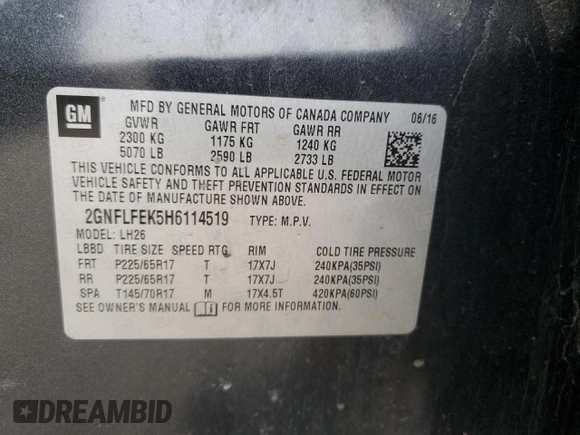 GM
MFD BY GENERAL MOTORS OF CANADA COMPANY 06/16
GVWR GAWR FRT GAWR RR
2300 KG 1175 KG 1240 KG
5070 LB 2590 LB 2733 LB
THIS VEHICLE CONFORMS TO ALL APPLICABLE U.S. FEDERAL MOTOR
VEHICLE SAFETY AND THEFT PREVENTION STANDARDS IN EFFECT ON
THE DATE OF MANUFACTURE SHOWN ABOVE.
2GNFLFEK5H6114519 TYPE: M.P.V.
MODEL: LH26
LBBD TIRE SIZE SPEED RTG RIM COLD TIRE PRESSURE
FRT P225/65R17 T 17X7J 240KPA(35PSI)
RR P225/65R17 T 17X7J 240KPA(35PSI)
SPA T145/70R17 M 17X4.5T 420KPA(60PSI)
SEE OWNER'S MANUAL FOR MORE INFORMATION
DREAMBID